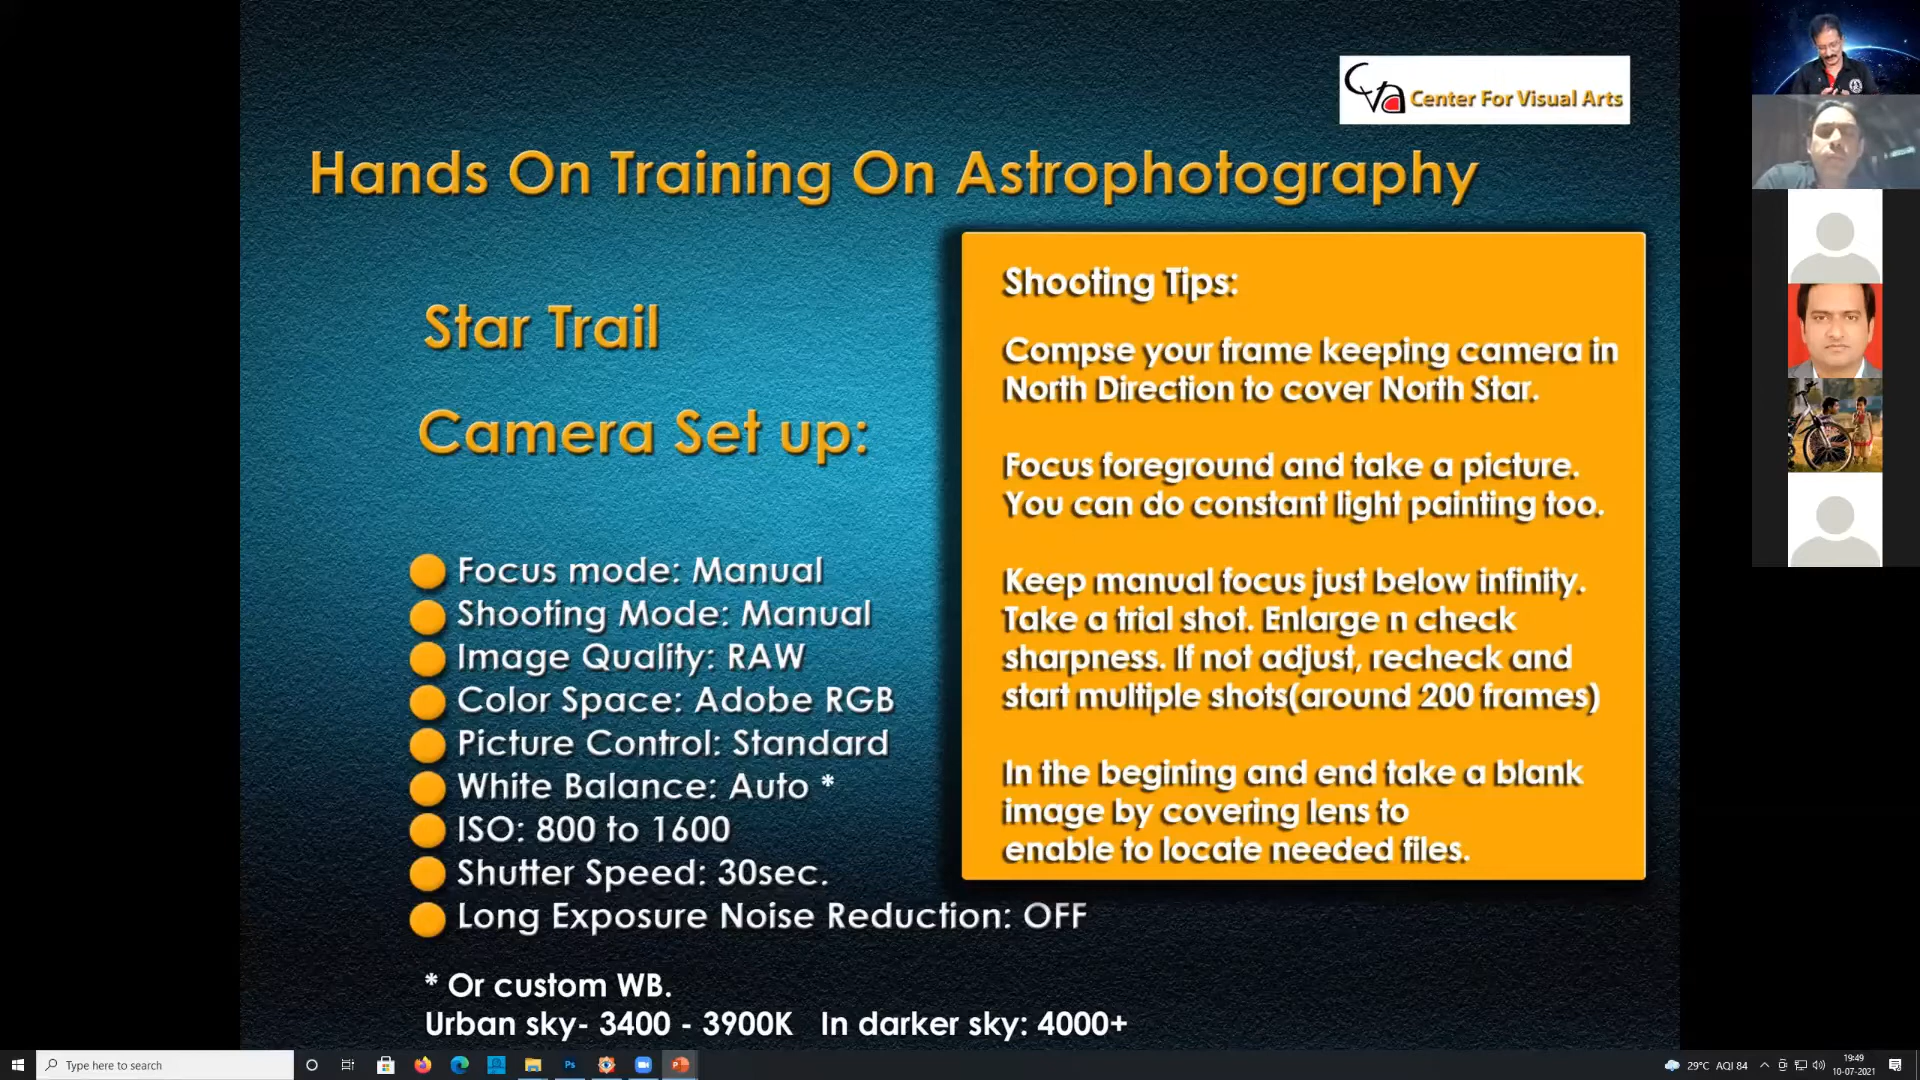 Cva Center For Visual Arts
Hands On Training On Astrophotography
Star Trail
Camera Set up:
Focus mode: Manual
Shooting Mode: Manual
Image Quality: RAW
Color Space: Adobe RGB
Picture Control: Standard
White Balance: Auto *
ISO: 800 to 1600
Shutter Speed: 30sec.
Long Exposure Noise Reduction: OFF
* Or custom WB.
Urban sky- 3400 - 3900K In darker sky: 4000+
Shooting Tips:
Compse your frame keeping camera in
North Direction to cover North Star.
Focus foreground and take a picture.
You can do constant light painting too.
Keep manual focus just below infinity.
Take a trial shot. Enlarge n check
sharpness. If not adjust, recheck and
start multiple shots(around 200 frames)
In the begining and end take a blank
image by covering lens to
enable to locate needed files.
Type here to search
Ps
29°C AQI 84
19:49
10-07-2021